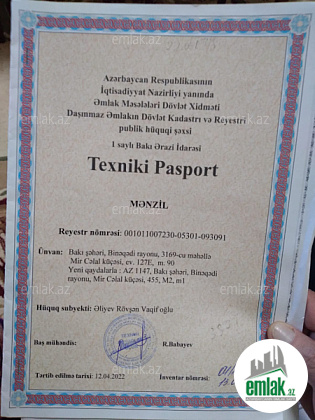 emlak.az
Azərbaycan Respublikasının
İqtisadiyyat Nazirliyi yanında
Əmlak Məsələləri Dövlət Xidməti
Daşınmaz Əmlakın Dövlət Kadastrı və Reyestri
publik hüquqi şəxsi
1 saylı Bakı Ərazi İdarəsi
Texniki Pasport
MƏNZİL
Reyestr nömrəsi: 001011007230-05301-093091
Ünvan: Bakı şəhəri, Binəqədi rayonu, 3169-cu məhəllə
Mir Cəlal küçəsi, ev. 127E, m. 90
Yeni qaydalarla : AZ 1147, Bakı şəhəri, Binəqədi
rayonu, Mir Cəlal küçəsi, 455, M2, m1
Hüquq subyekti: Əliyev Rövşən Vaqif oğlu
Baş mühəndis: R.Babayev
Tərtib edilmə tarixi: 12.04.2022 İnventar nömrəsi:
emlak.az